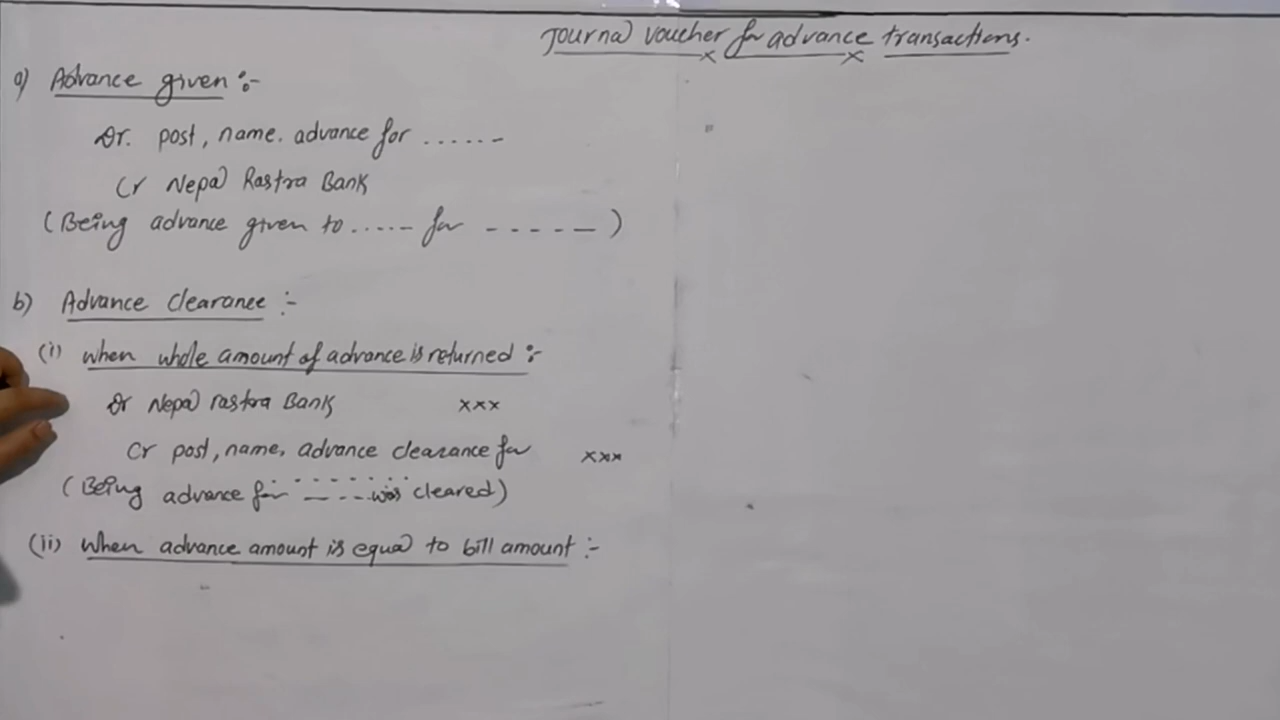 Journal voucher for advance transactions.
a) Advance given :-
Dr. post, name. advance for ......
Cr Nepal Rastra Bank
(Being advance given to ..... for -----)
b) Advance clearance :-
(i) when whole amount of advance is returned :-
Dr Nepal rastra Bank xxx
Cr post, name, advance clearance for ........ xxx
(Being advance for ---- was cleared)
(ii) when advance amount is equal to bill amount :-